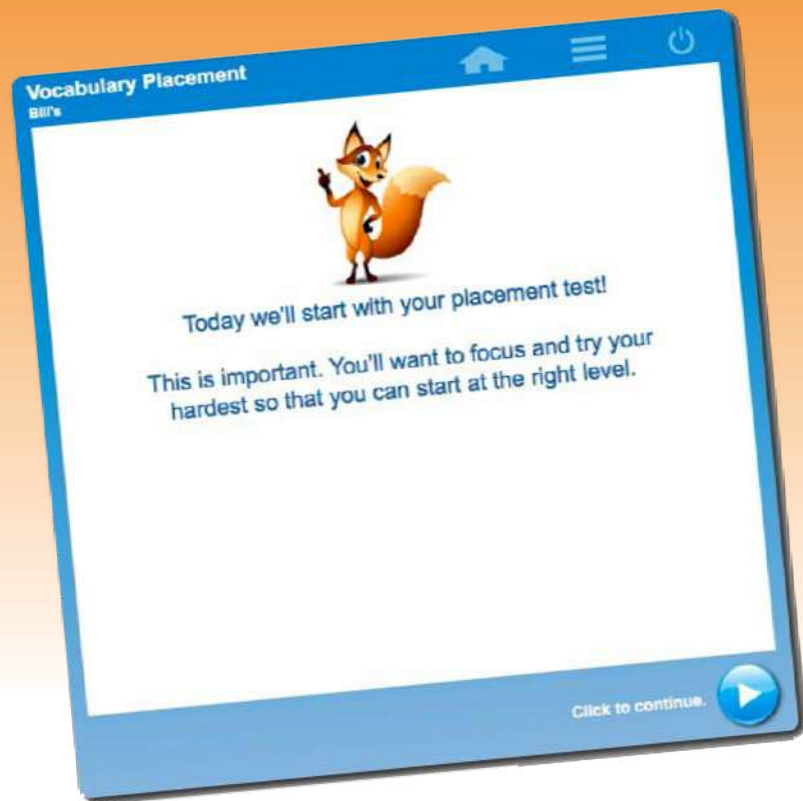 Vocabulary Placement
Bill's
Today we'll start with your placement test!
This is important. You'll want to focus and try your
hardest so that you can start at the right level.
Click to continue.